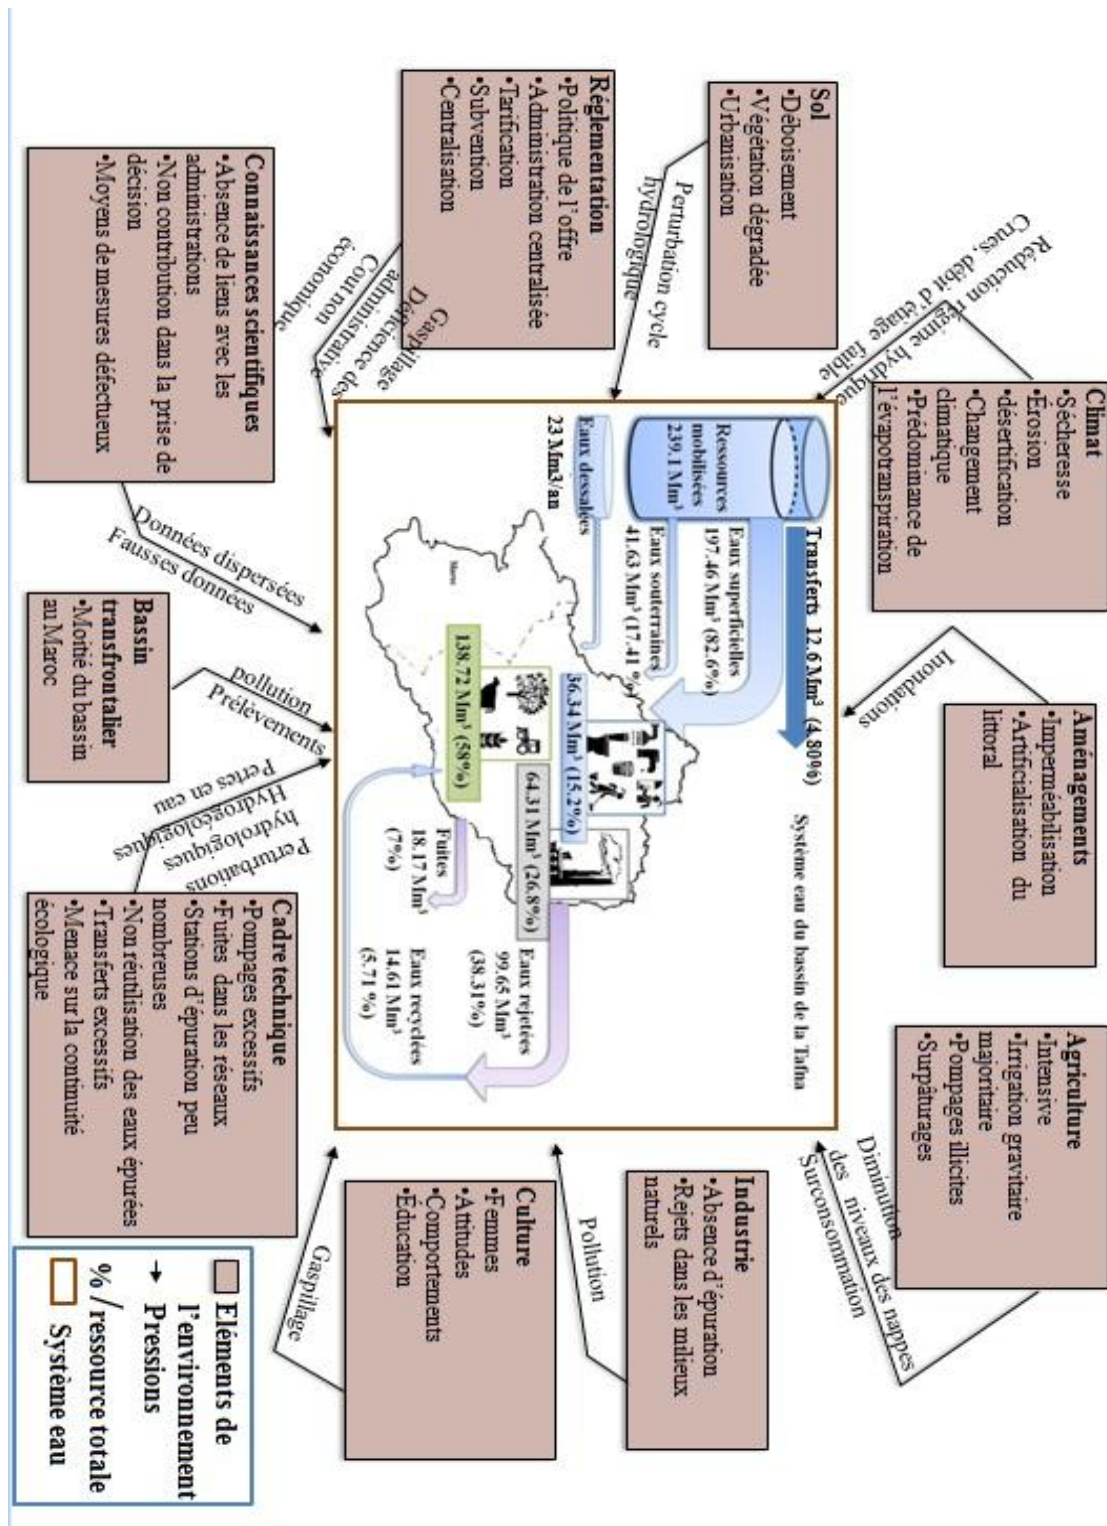 Sol
•Déboisement
•Végétation dégradée
•Urbanisation
Perturbation cycle
hydrologique
Climat
•Sécheresse
•Érosion
•désertification
•Changement
climatique
•Prédominance de
l'évapotranspiration
Réduction régime hydrique
Crues, débit d'étiage faible
Aménagements
•Imperméabilisation
•Artificialisation du
littoral
Inondations
Agriculture
•Intensive
•Irrigation gravitaire
majoritaire
•Pompages illicites
•Surpâturages
Diminution
des niveaux des nappes
Surconsommation
Réglementation
•Politique de l'offre
•Administration centralisée
•Tarification
•Subvention
•Centralisation
Gaspillage
Déficience des
administrative
Cout non
économique
Transferts 12.6 Mm³ (4.80%)
Système eau du bassin de la Tafna
Ressources
mobilisées
239.1 Mm³
Eaux superficielles
197.46 Mm³ (82.6%)
Eaux souterraines
41.63 Mm³ (17.41%)
Eaux dessalées
23 Mm3/an
Maroc
36.34 Mm³ (15.2%)
64.31 Mm³ (26.8%)
138.72 Mm³ (58%)
Eaux rejetées
99.65 Mm³
(38.31%)
Fuites
18.17 Mm³
(7%)
Eaux recyclées
14.61 Mm³
(5.71 %)
Industrie
•Absence d'épuration
•Rejets dans les milieux
naturels
Pollution
Connaissances scientifiques
•Absence de liens avec les
administrations
•Non contribution dans la prise de
décision
•Moyens de mesures défectueux
Données dispersées
Fausses données
Bassin
transfrontalier
•Moitié du bassin
au Maroc
pollution
Prélèvements
Cadre technique
•Pompages excessifs
•Fuites dans les réseaux
•Stations d'épuration peu
nombreuses
•Non réutilisation des eaux épurées
•Transferts excessifs
•Menace sur la continuité
écologique
Perturbations
hydrologiques
Hydrogéologiques
Pertes en eau
Culture
•Femmes
•Attitudes
•Comportements
•Éducation
Gaspillage
Eléments de
l'environnement
Pressions
% / ressource totale
Système eau